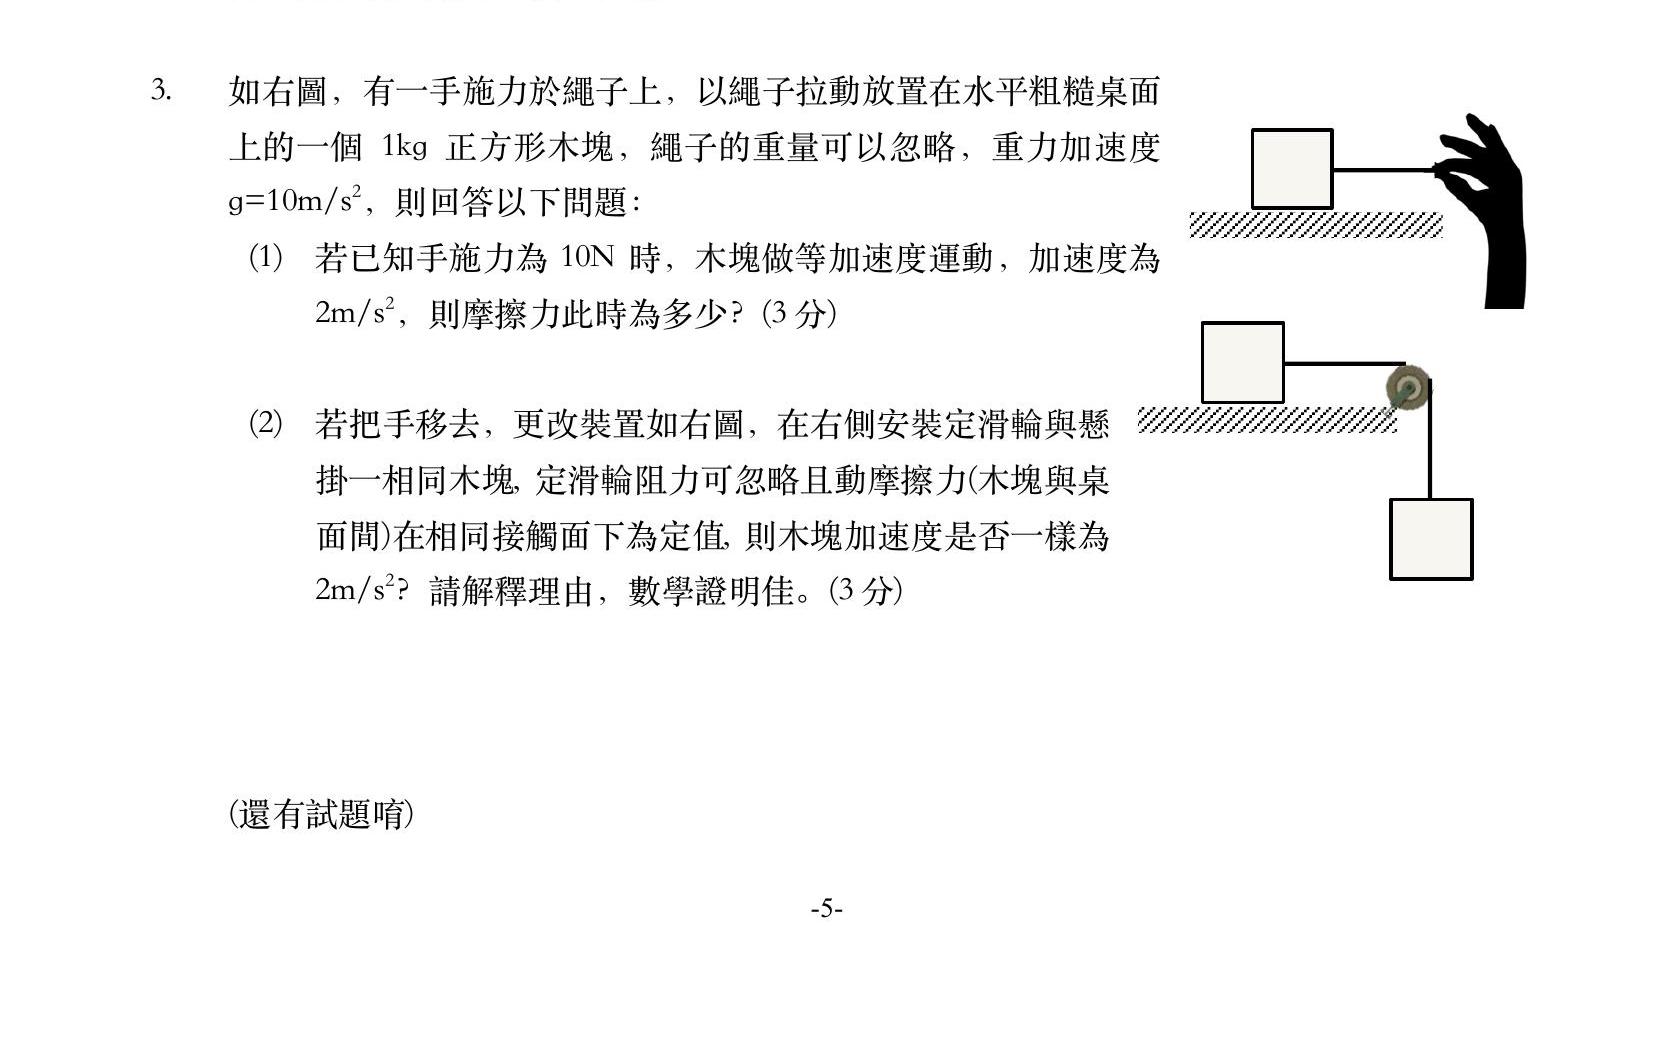 3. 如右圖，有一手施力於繩子上，以繩子拉動放置在水平粗糙桌面
上的一個 1kg 正方形木塊，繩子的重量可以忽略，重力加速度
g=10m/s²，則回答以下問題：
(1) 若已知手施力為 10N 時，木塊做等加速度運動，加速度為
2m/s²，則摩擦力此時為多少？(3 分)
(2) 若把手移去，更改裝置如右圖，在右側安裝定滑輪與懸
掛一相同木塊，定滑輪阻力可忽略且動摩擦力(木塊與桌
面間)在相同接觸面下為定值，則木塊加速度是否一樣為
2m/s²？請解釋理由，數學證明佳。(3 分)
(還有試題唷)
-5-